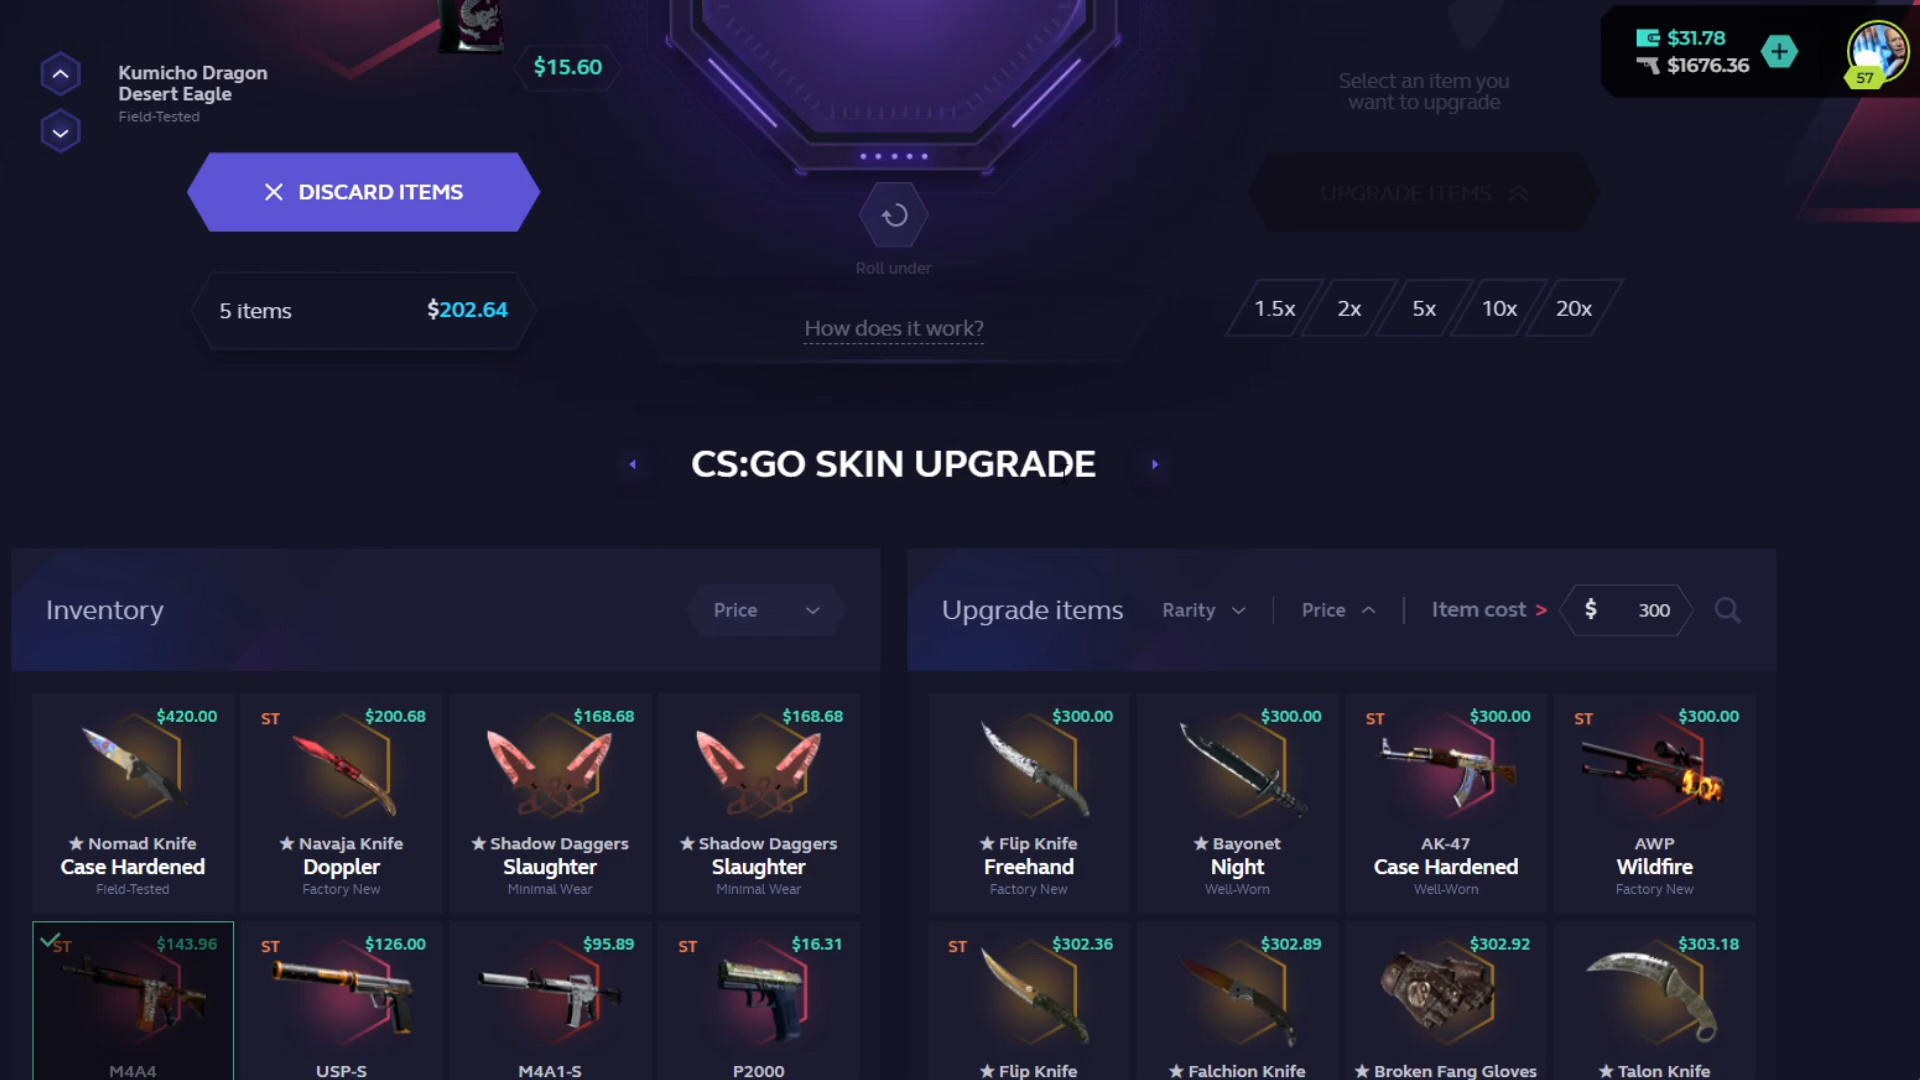 $31.78
$1676.36
57
Kumicho Dragon
Desert Eagle
Field-Tested
$15.60
Select an item you
want to upgrade
DISCARD ITEMS
UPGRADE ITEMS
Roll under
5 items
$202.64
How does it work?
1.5x
2x
5x
10x
20x
CS:GO SKIN UPGRADE
Inventory
Price
Upgrade items
Rarity
Price
Item cost >
$ 300
$420.00
★ Nomad Knife
Case Hardened
Field-Tested
ST
$200.68
★ Navaja Knife
Doppler
Factory New
$168.68
★ Shadow Daggers
Slaughter
Minimal Wear
$168.68
★ Shadow Daggers
Slaughter
Minimal Wear
$300.00
★ Flip Knife
Freehand
Factory New
$300.00
★ Bayonet
Night
Well-Worn
ST
$300.00
AK-47
Case Hardened
Well-Worn
ST
$300.00
AWP
Wildfire
Factory New
ST
$143.96
M4A4
ST
$126.00
USP-S
$95.89
M4A1-S
ST
$16.31
P2000
ST
$302.36
★ Flip Knife
$302.89
★ Falchion Knife
$302.92
★ Broken Fang Gloves
$303.18
★ Talon Knife